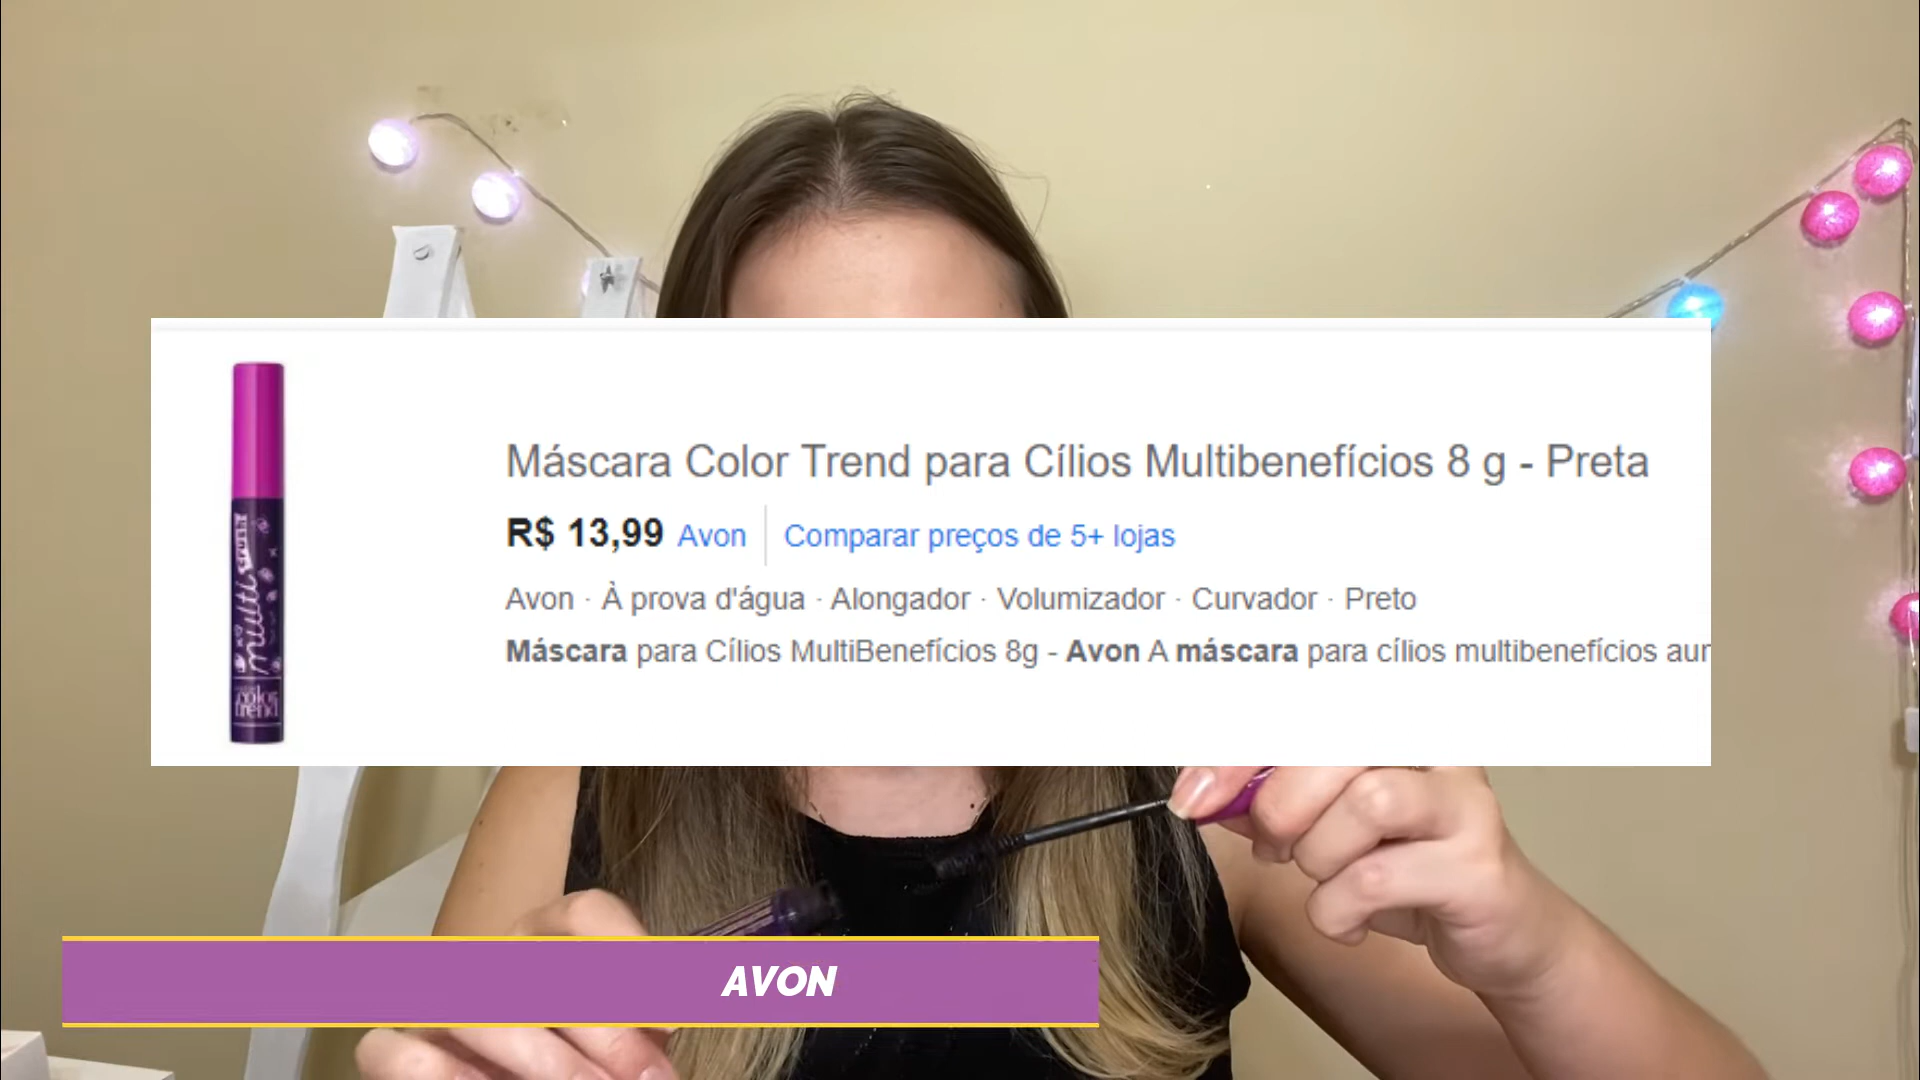 Máscara Color Trend para Cílios Multibenefícios 8 g - Preta
R$ 13,99 Avon Comparar preços de 5+ lojas
Avon · À prova d'água · Alongador · Volumizador · Curvador · Preto
Máscara para Cílios MultiBenefícios 8g - Avon A máscara para cílios multibenefícios
multi
color
trend
AVON